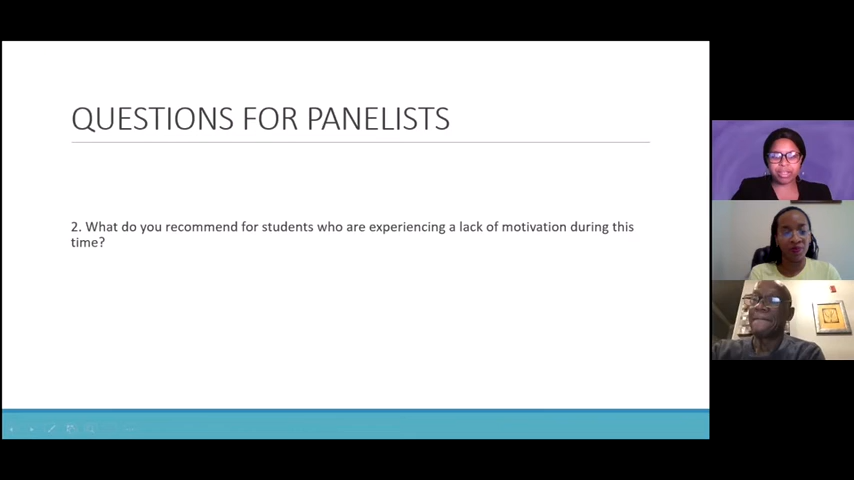 QUESTIONS FOR PANELISTS
2. What do you recommend for students who are experiencing a lack of motivation during this
time?